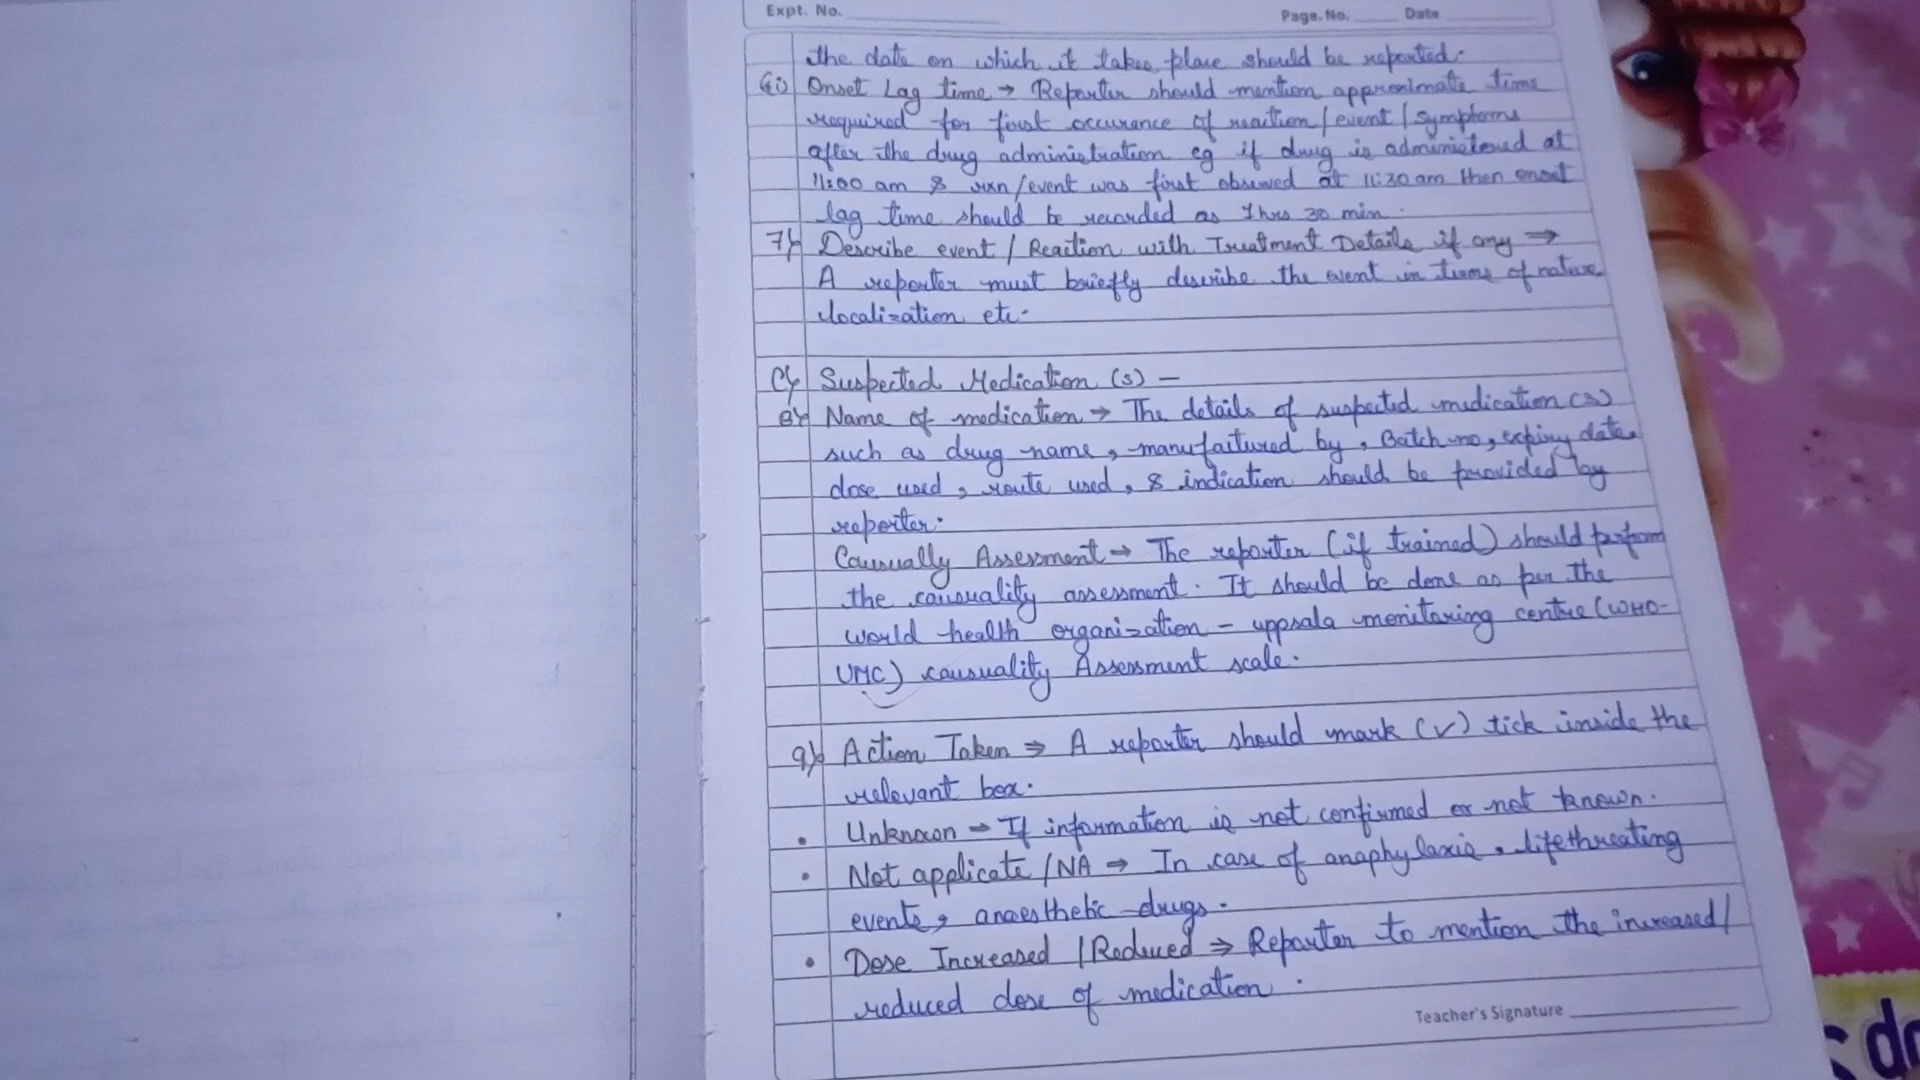 Expt. No.
Page. No. Date
the date on which it takes place should be reported.
6i) Onset Lag time → Reporter should mention approximate time
required for first occurance of reaction/event/symptoms
after the drug administration eg if drug is administered at
11:00 am & rxn/event was first observed at 11:30 am then onset
lag time should be recorded as 1hrs 30 min.
7) Describe event / Reaction with Treatment Details if any ⇒
A reporter must briefly describe the event in terms of nature
localization etc.
C) Suspected Medication (s) -
8) Name of medication → The details of suspected medication (s)
such as drug name, manufactured by, Batch no, expiry date,
dose used, route used, & indication should be provided by
reporter.
Causually Assessment → The reporter (if trained) should perform
the causuality assessment. It should be done as per the
world health organization - uppsala monitoring centre (WHO-
UMC) causuality Assessment scale.
9) Action Taken ⇒ A reporter should mark (✓) tick inside the
relevant box.
• Unknown → If information is not confirmed or not known.
• Not applicate / NA ⇒ In case of anaphylaxis, lifethreating
events, anaesthetic drugs.
• Dose Increased / Reduced ⇒ Reporter to mention the increased/
reduced dose of medication.
Teacher's Signature